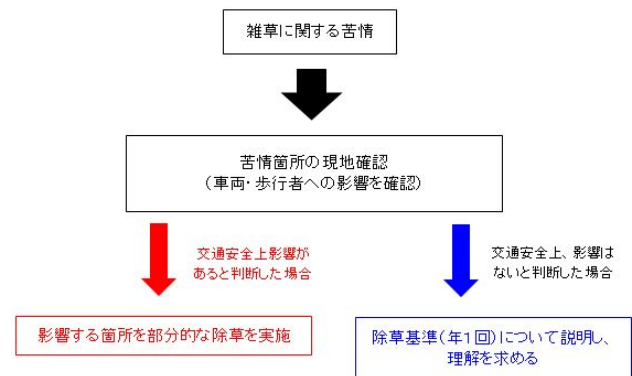 雑草に関する苦情
苦情箇所の現地確認
（車両・歩行者への影響を確認）
交通安全上影響が
あると判断した場合
交通安全上、影響は
ないと判断した場合
影響する箇所を部分的な除草を実施
除草基準（年１回）について説明し、
理解を求める